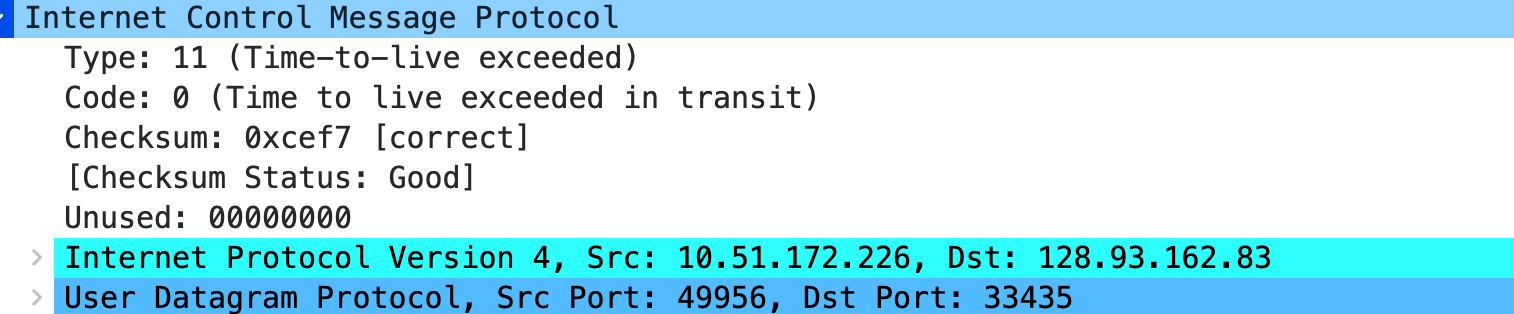 Internet Control Message Protocol
Type: 11 (Time-to-live exceeded)
Code: 0 (Time to live exceeded in transit)
Checksum: 0xcef7 [correct]
[Checksum Status: Good]
Unused: 00000000
Internet Protocol Version 4, Src: 10.51.172.226, Dst: 128.93.162.83
User Datagram Protocol, Src Port: 49956, Dst Port: 33435